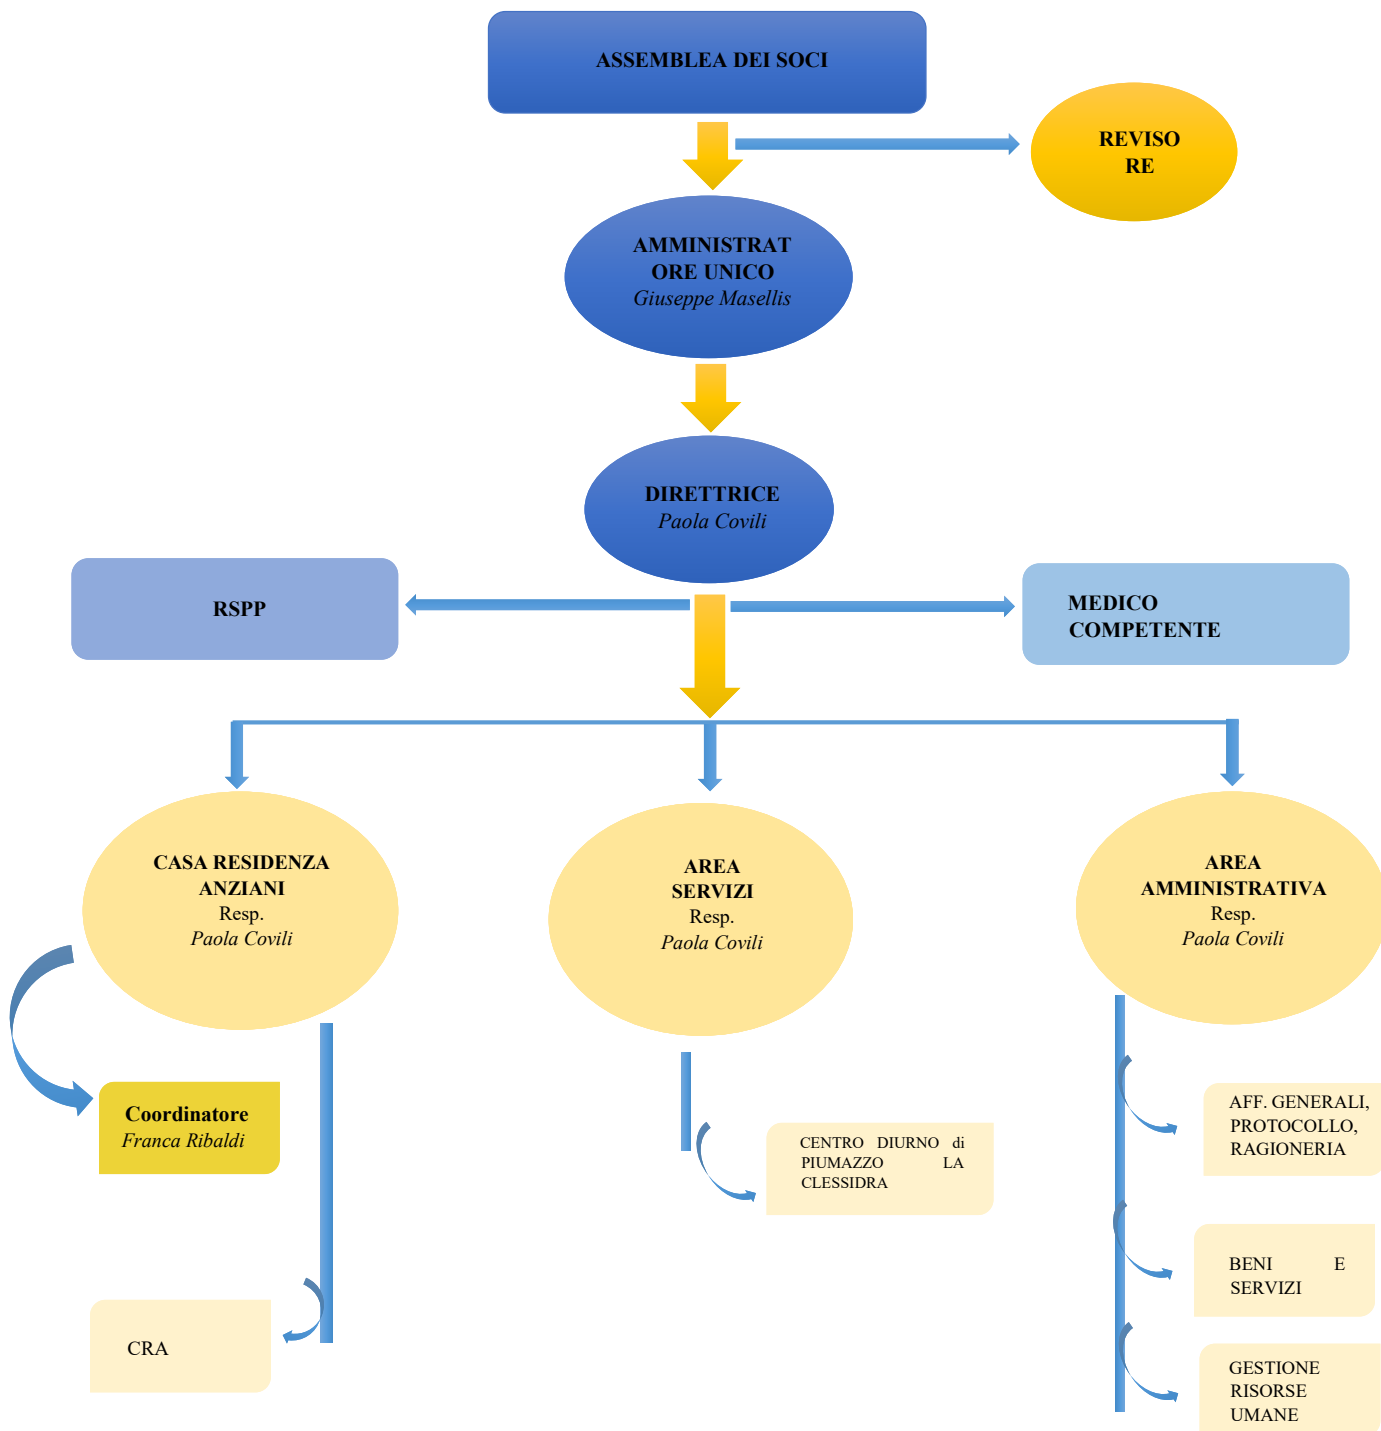 ASSEMBLEA DEI SOCI
REVISO
RE
AMMINISTRAT
ORE UNICO
Giuseppe Masellis
DIRETTRICE
Paola Covili
RSPP
MEDICO
COMPETENTE
CASA RESIDENZA
ANZIANI
Resp.
Paola Covili
AREA
SERVIZI
Resp.
Paola Covili
AREA
AMMINISTRATIVA
Resp.
Paola Covili
Coordinatore
Franca Ribaldi
CRA
CENTRO DIURNO di
PIUMAZZO LA
CLESSIDRA
AFF. GENERALI,
PROTOCOLLO,
RAGIONERIA
BENI E
SERVIZI
GESTIONE
RISORSE
UMANE